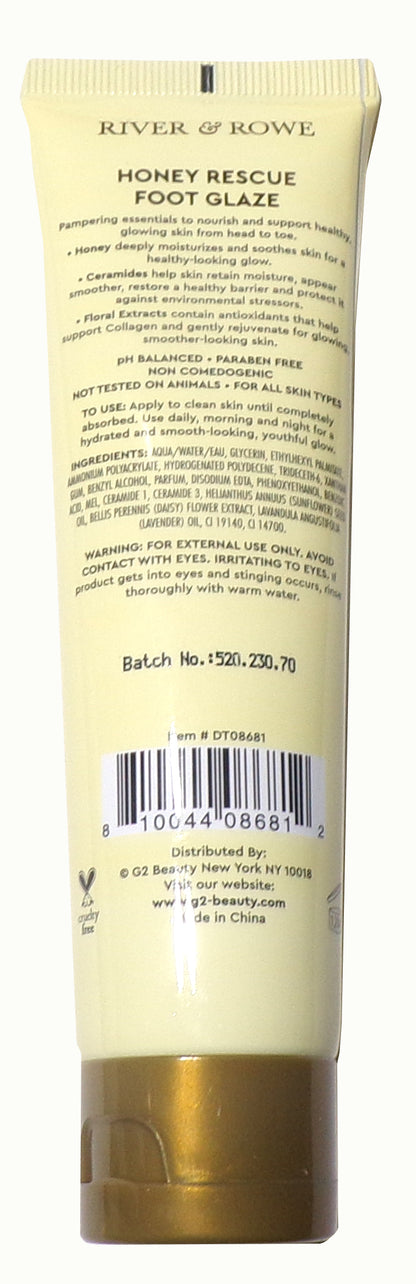 RIVER & ROWE
HONEY RESCUE
FOOT GLAZE
Pampering essentials to nourish and support healthy,
glowing skin from head to toe.
• Honey deeply moisturizes and soothes skin for a
healthy-looking glow.
• Ceramides help skin retain moisture, appear
smoother, restore a healthy barrier and protect it
against environmental stressors.
• Floral Extracts contain antioxidants that help
support Collagen and gently rejuvenate for glowing,
smoother-looking skin.
pH BALANCED • PARABEN FREE
NON COMEDOGENIC
NOT TESTED ON ANIMALS • FOR ALL SKIN TYPES
TO USE: Apply to clean skin until completely
absorbed. Use daily, morning and night for a
hydrated and smooth-looking, youthful glow.
INGREDIENTS: AQUA/WATER/EAU, GLYCERIN, ETHYLHEXYL PALMITATE,
AMMONIUM POLYACRYLATE, HYDROGENATED POLYDECENE, TRIDECETH-6, XANTHAN
GUM, BENZYL ALCOHOL, PARFUM, DISODIUM EDTA, PHENOXYETHANOL, BENZOIC
ACID, MEL, CERAMIDE 1, CERAMIDE 3, HELIANTHUS ANNUUS (SUNFLOWER) SEED
OIL, BELLIS PERENNIS (DAISY) FLOWER EXTRACT, LAVANDULA ANGUSTIFOLIA
(LAVENDER) OIL, CI 19140, CI 14700.
WARNING: FOR EXTERNAL USE ONLY. AVOID
CONTACT WITH EYES. IRRITATING TO EYES. If
product gets into eyes and stinging occurs, rinse
thoroughly with warm water.
Batch No.:520.230.70
Item # DT08681
8 10044 08681 2
Distributed By:
© G2 Beauty New York NY 10018
Visit our website:
www.g2-beauty.com
Made in China
cruelty
free